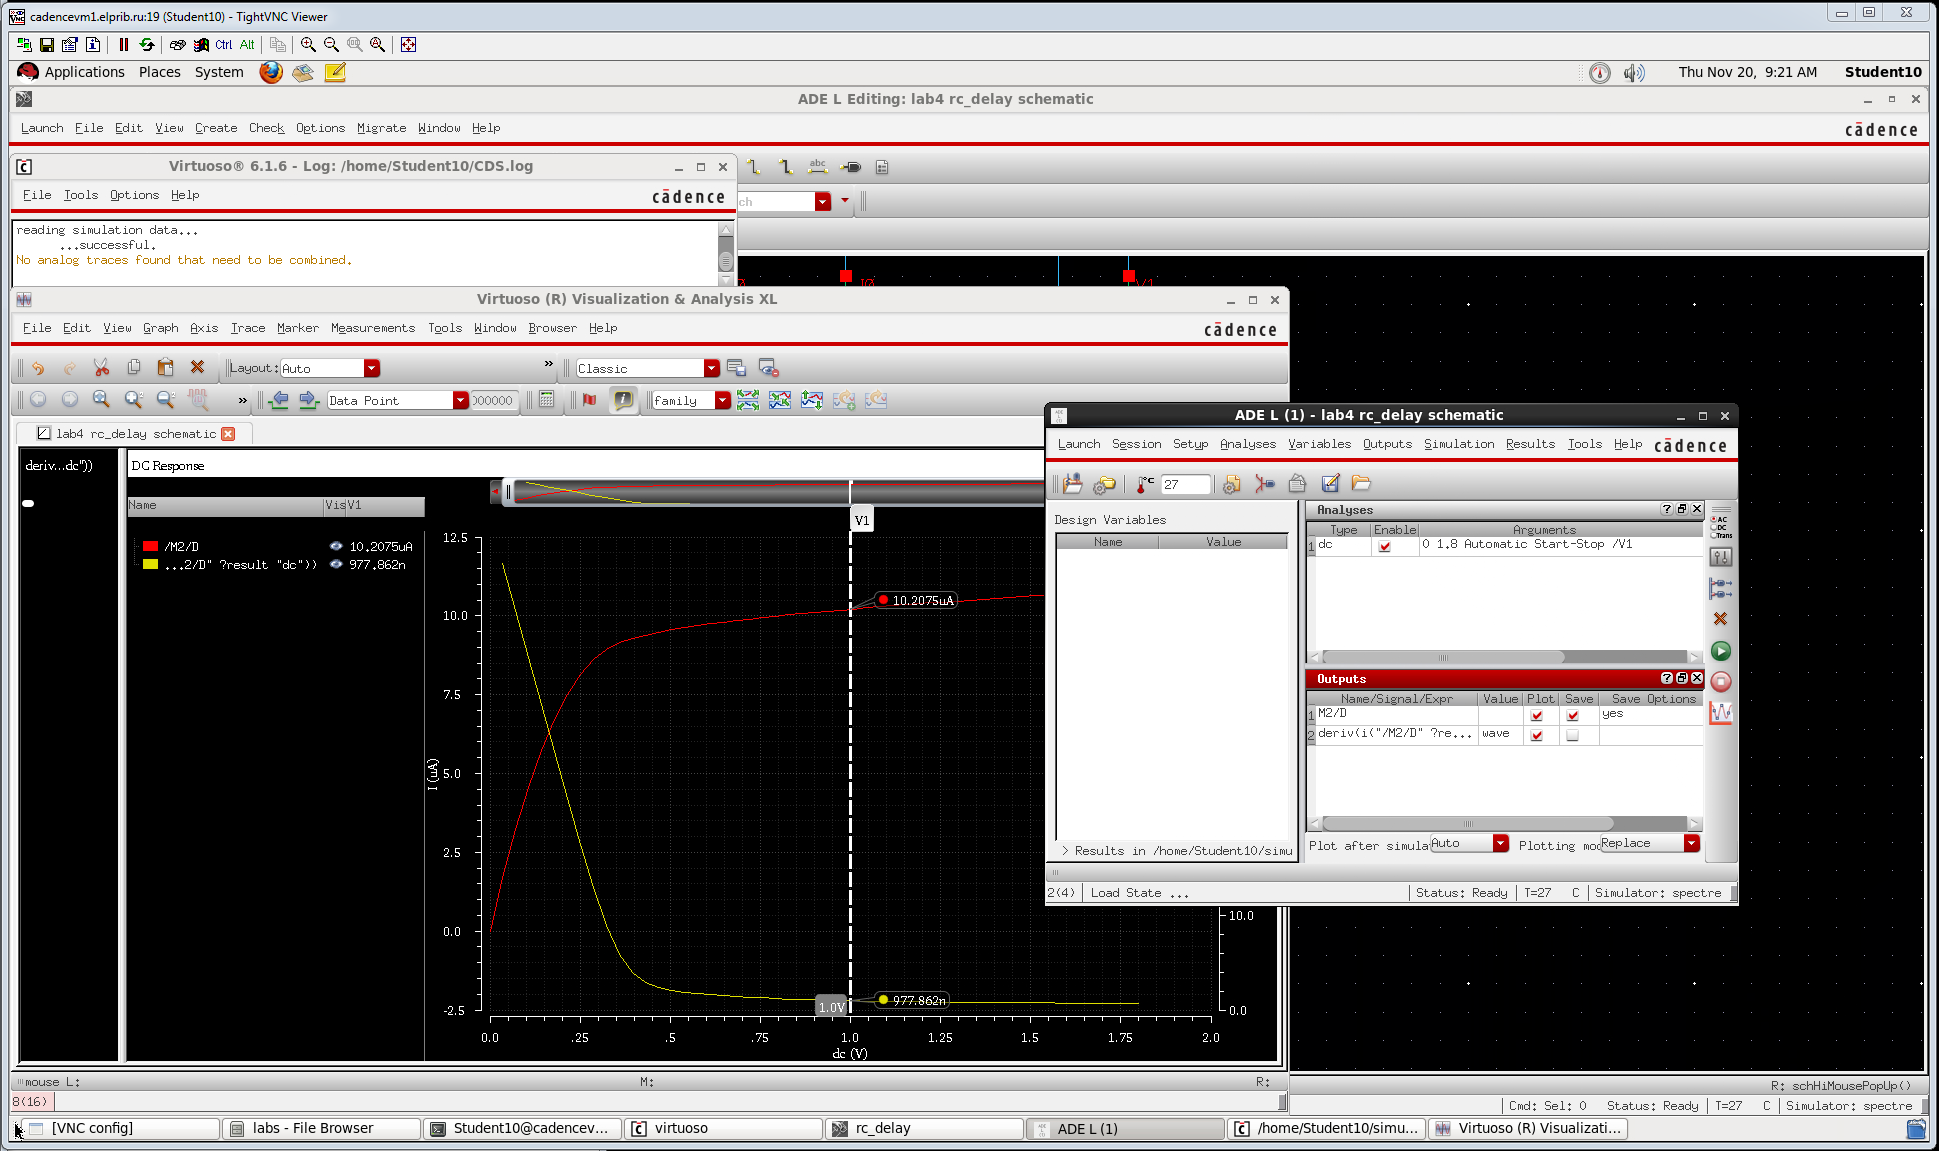 cadencevm1.elprib.ru:19 (Student10) - TightVNC Viewer
Ctrl Alt
Applications Places System Thu Nov 20, 9:21 AM Student10
ADE L Editing: lab4 rc_delay schematic
Launch File Edit View Create Check Options Migrate Window Help cādence
Virtuoso® 6.1.6 - Log: /home/Student10/CDS.log
abc
File Tools Options Help cādence
ch
reading simulation data...
...successful.
No analog traces found that need to be combined.
Virtuoso (R) Visualization & Analysis XL
File Edit View Graph Axis Trace Marker Measurements Tools Window Browser Help cādence
Layout: Auto » Classic
» Data Point 00000 family
lab4 rc_delay schematic
deriv...dc"))
DC Response
Name Vis V1
/M2/D 10.2075uA
...2/D" ?result "dc")) 977.862n
V1
12.5
10.0
7.5
5.0
2.5
0.0
-2.5
I (uA)
10.2075uA
1.0V
977.862n
10.0
0.0
0.0 .25 .5 .75 1.0 1.25 1.5 1.75 2.0
dc (V)
mouse L: M: R:
8(16)
ADE L (1) - lab4 rc_delay schematic
Launch Session Setup Analyses Variables Outputs Simulation Results Tools Help cādence
°C 27
Design Variables
Name Value
> Results in /home/Student10/simu
Analyses
Type Enable Arguments
1 dc 0 1.8 Automatic Start-Stop /V1
AC
DC
Trans
Outputs
Name/Signal/Expr Value Plot Save Save Options
1 M2/D yes
2 deriv(i("/M2/D" ?re... wave
Plot after simula Auto Plotting mo Replace
2(4) Load State ... Status: Ready T=27 C Simulator: spectre
R: schHiMousePopUp()
Cmd: Sel: 0 Status: Ready T=27 C Simulator: spectre
[VNC config] labs - File Browser Student10@cadencev... virtuoso rc_delay ADE L (1) /home/Student10/simu... Virtuoso (R) Visualizati...